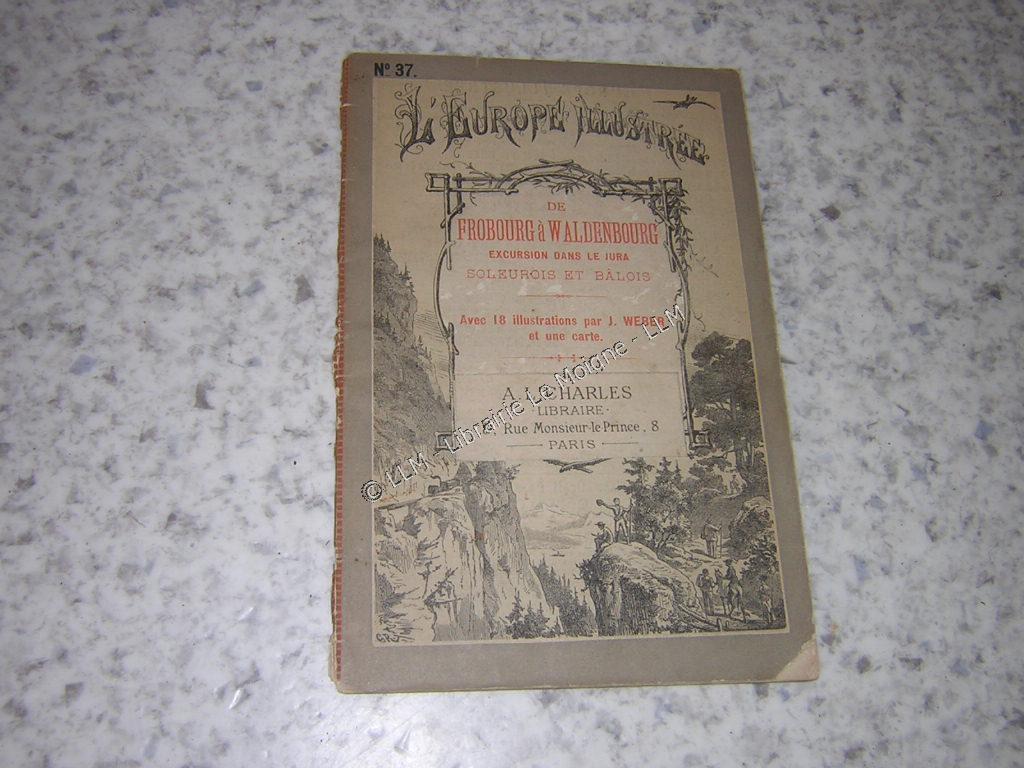 Nº 37.
L'EUROPE ILLUSTRÉE
DE
FROBOURG à WALDENBOURG
EXCURSION DANS LE JURA
SOLEUROIS ET BÂLOIS
Avec 18 illustrations par J. WEBER
et une carte.
A. CHARLES
LIBRAIRE
Rue Monsieur-le-Prince, 8
PARIS
© LLM - Librairie Le Moigne - LLM